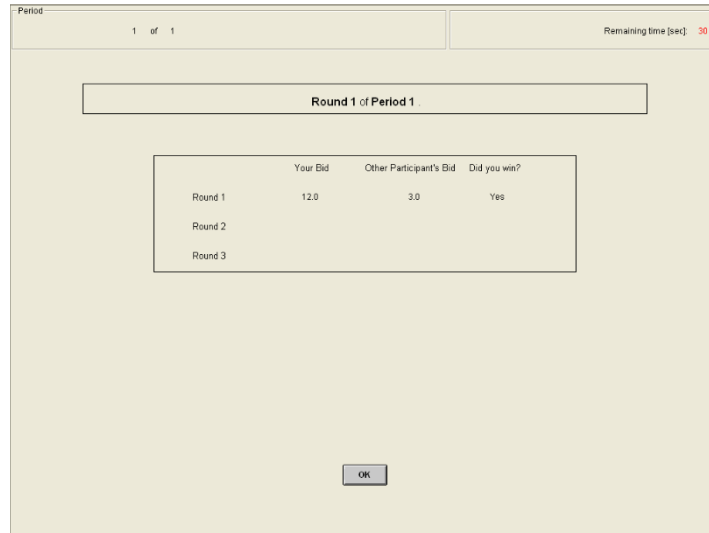 Period
1 of 1 Remaining time [sec]: 30
Round 1 of Period 1 .
Your Bid Other Participant's Bid Did you win?
Round 1 12.0 3.0 Yes
Round 2
Round 3
OK